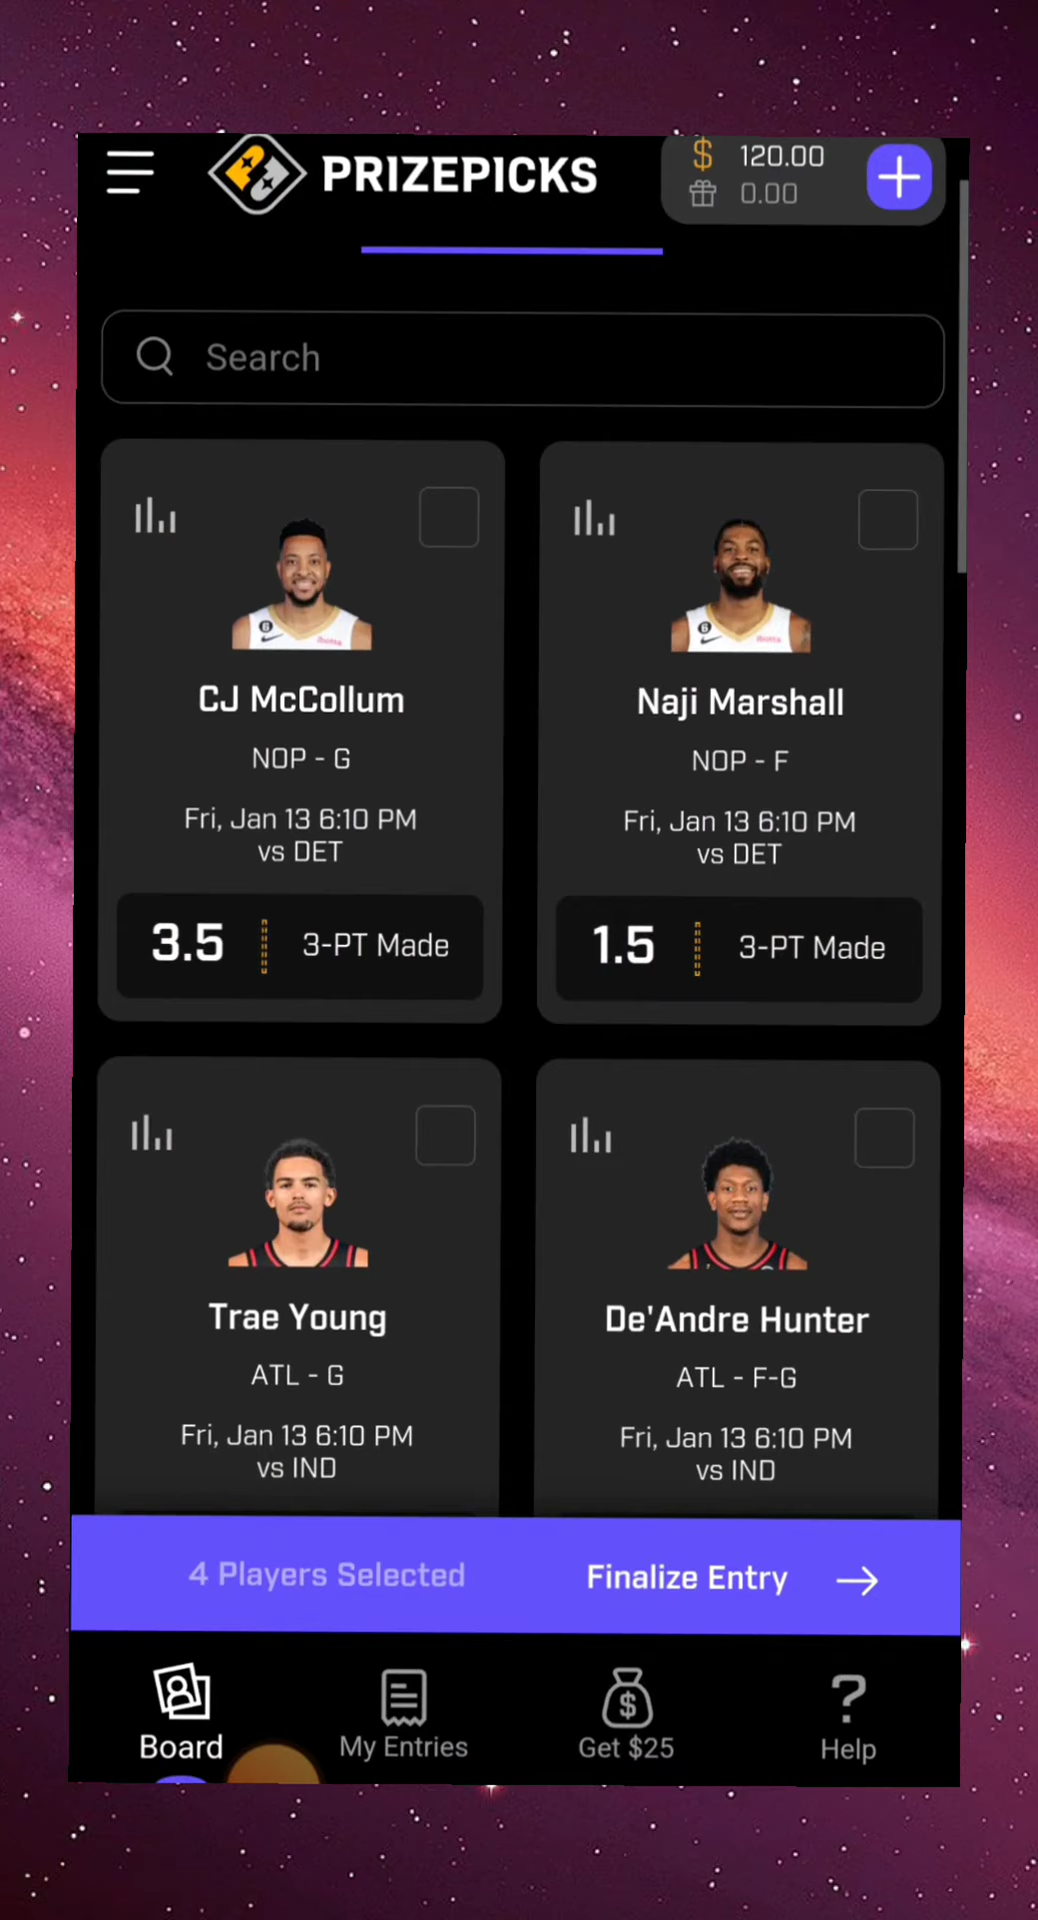 PRIZEPICKS
$ 120.00
0.00
Search
CJ McCollum
NOP - G
Fri, Jan 13 6:10 PM
vs DET
3.5 3-PT Made
Naji Marshall
NOP - F
Fri, Jan 13 6:10 PM
vs DET
1.5 3-PT Made
Trae Young
ATL - G
Fri, Jan 13 6:10 PM
vs IND
De'Andre Hunter
ATL - F-G
Fri, Jan 13 6:10 PM
vs IND
4 Players Selected
Finalize Entry →
Board
My Entries
Get $25
Help